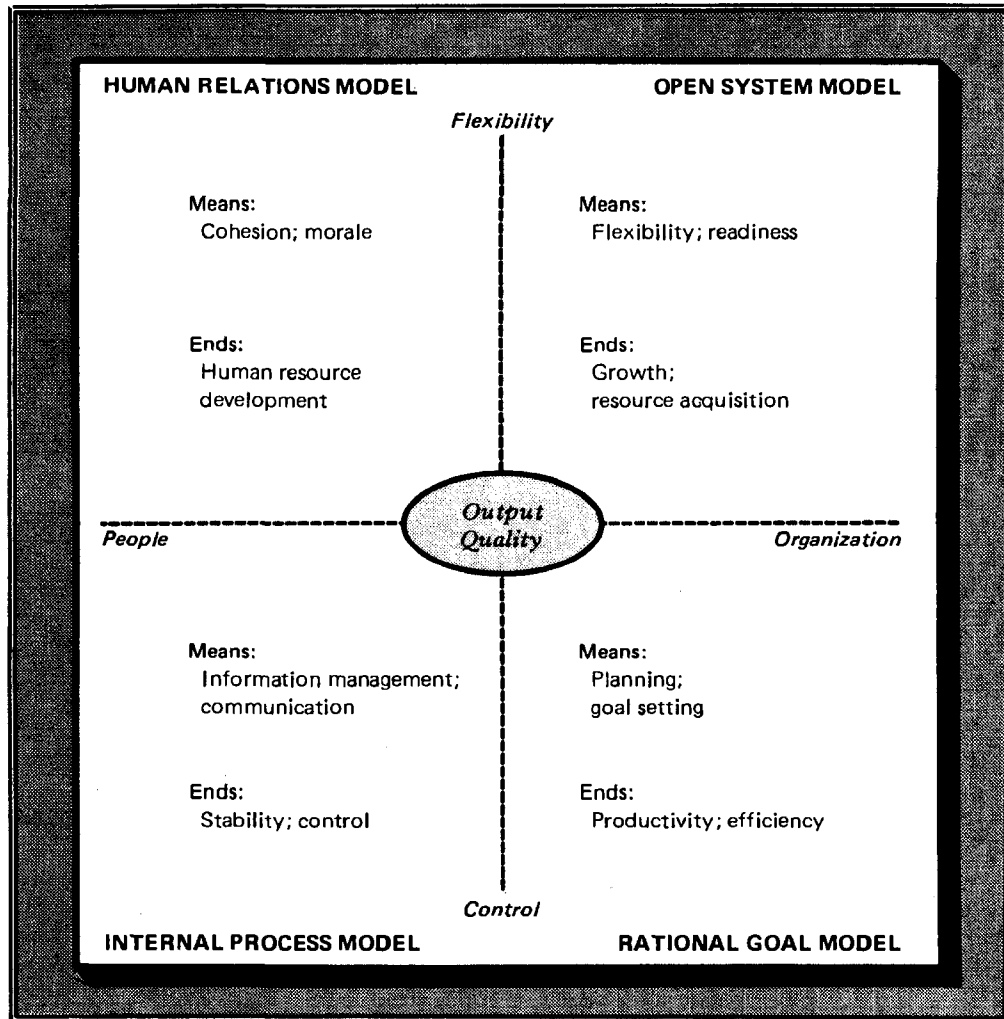 HUMAN RELATIONS MODEL
OPEN SYSTEM MODEL
Flexibility
Means:
Cohesion; morale
Means:
Flexibility; readiness
Ends:
Human resource
development
Ends:
Growth;
resource acquisition
Output
Quality
People
Organization
Means:
Information management;
communication
Means:
Planning;
goal setting
Ends:
Stability; control
Ends:
Productivity; efficiency
Control
INTERNAL PROCESS MODEL
RATIONAL GOAL MODEL